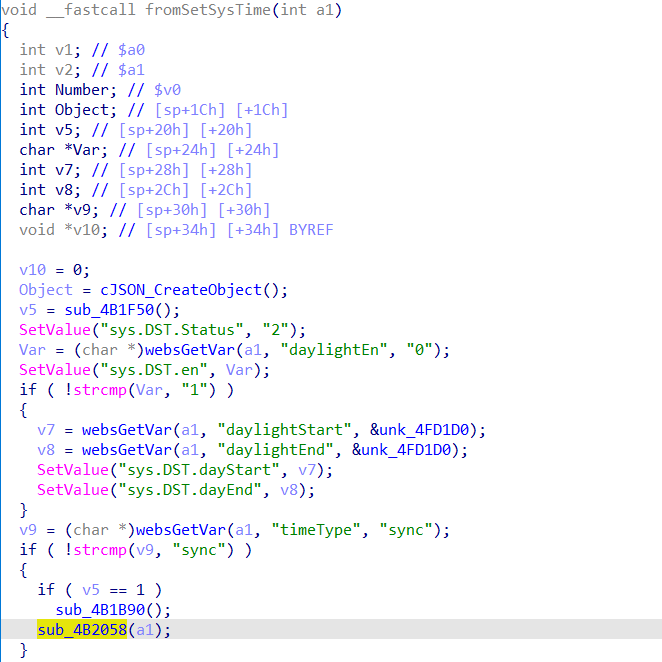 void __fastcall fromSetSysTime(int a1)
{
  int v1; // $a0
  int v2; // $a1
  int Number; // $v0
  int Object; // [sp+1Ch] [+1Ch]
  int v5; // [sp+20h] [+20h]
  char *Var; // [sp+24h] [+24h]
  int v7; // [sp+28h] [+28h]
  int v8; // [sp+2Ch] [+2Ch]
  char *v9; // [sp+30h] [+30h]
  void *v10; // [sp+34h] [+34h] BYREF

  v10 = 0;
  Object = cJSON_CreateObject();
  v5 = sub_4B1F50();
  SetValue("sys.DST.Status", "2");
  Var = (char *)websGetVar(a1, "daylightEn", "0");
  SetValue("sys.DST.en", Var);
  if ( !strcmp(Var, "1") )
  {
    v7 = websGetVar(a1, "daylightStart", &unk_4FD1D0);
    v8 = websGetVar(a1, "daylightEnd", &unk_4FD1D0);
    SetValue("sys.DST.dayStart", v7);
    SetValue("sys.DST.dayEnd", v8);
  }
  v9 = (char *)websGetVar(a1, "timeType", "sync");
  if ( !strcmp(v9, "sync") )
  {
    if ( v5 == 1 )
      sub_4B1B90();
    sub_4B2058(a1);
  }